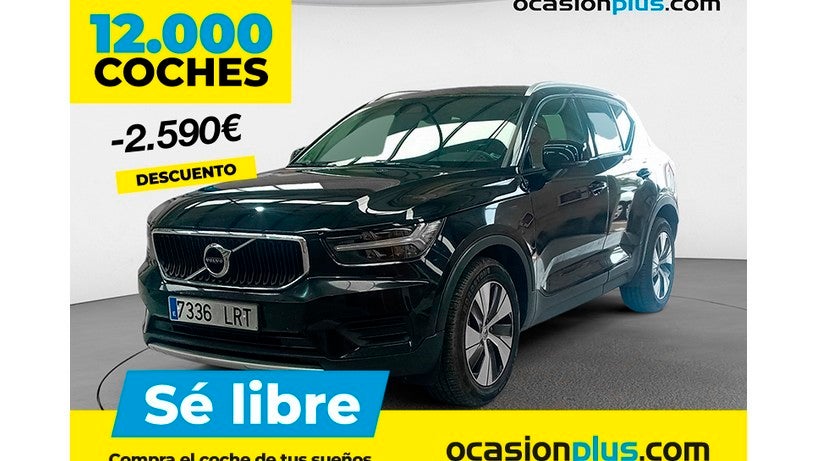 ocasionplus.com
12.000
COCHES
-2.590€
DESCUENTO
VOLVO
7336 LRT
Sé libre
Compra el coche de tus sueños
ocasionplus.com